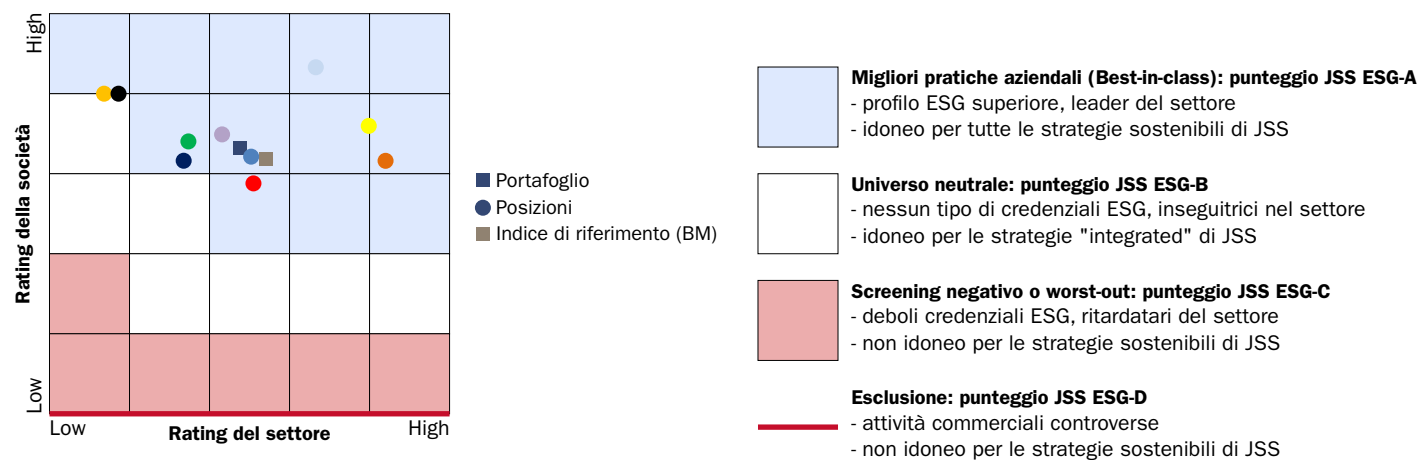 High
Rating della società
Low
Low
Rating del settore
High
Portafoglio
Posizioni
Indice di riferimento (BM)
Migliori pratiche aziendali (Best-in-class): punteggio JSS ESG-A
- profilo ESG superiore, leader del settore
- idoneo per tutte le strategie sostenibili di JSS
Universo neutrale: punteggio JSS ESG-B
- nessun tipo di credenziali ESG, inseguitrici nel settore
- idoneo per le strategie "integrated" di JSS
Screening negativo o worst-out: punteggio JSS ESG-C
- deboli credenziali ESG, ritardatari del settore
- non idoneo per le strategie sostenibili di JSS
Esclusione: punteggio JSS ESG-D
- attività commerciali controverse
- non idoneo per le strategie sostenibili di JSS